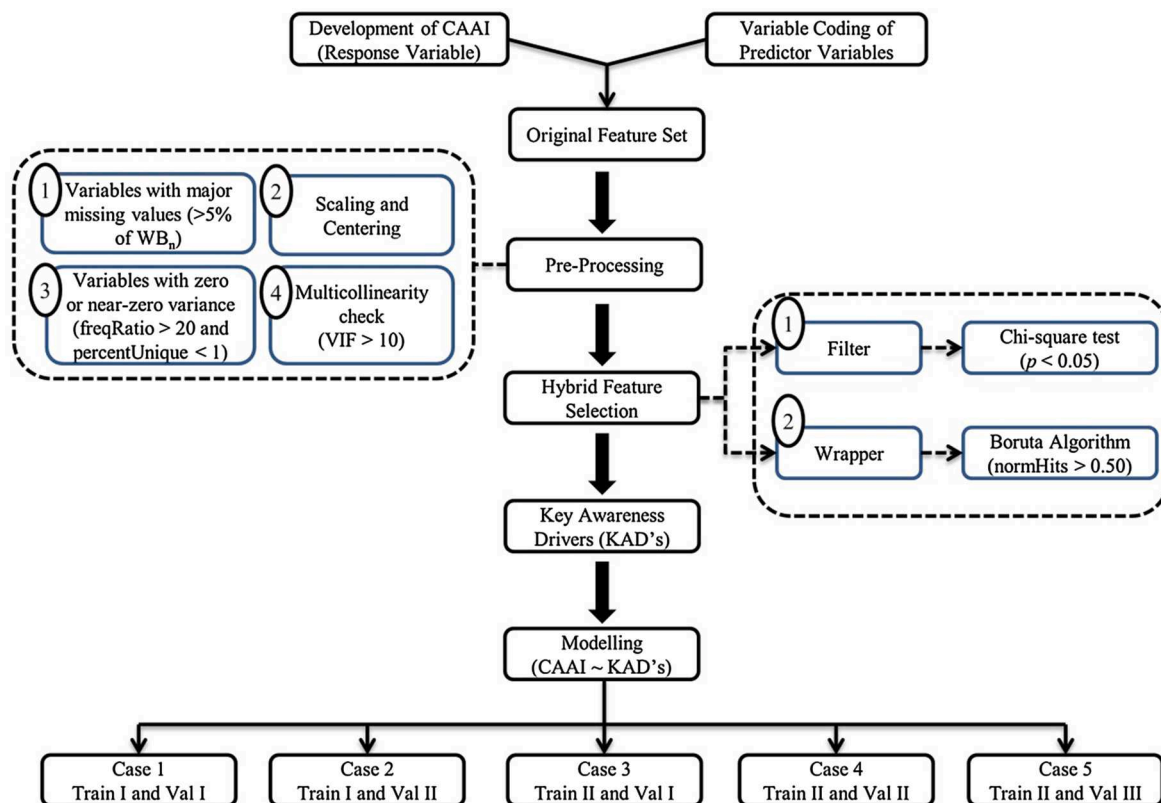 Development of CAAI
(Response Variable)
Variable Coding of
Predictor Variables
Original Feature Set
1
Variables with major
missing values (>5%
of WBn)
2
Scaling and
Centering
3
Variables with zero
or near-zero variance
(freqRatio > 20 and
percentUnique < 1)
4
Multicollinearity
check
(VIF > 10)
Pre-Processing
Hybrid Feature
Selection
1
Filter
Chi-square test
(p < 0.05)
2
Wrapper
Boruta Algorithm
(normHits > 0.50)
Key Awareness
Drivers (KAD’s)
Modelling
(CAAI ~ KAD’s)
Case 1
Train I and Val I
Case 2
Train I and Val II
Case 3
Train II and Val I
Case 4
Train II and Val II
Case 5
Train II and Val III